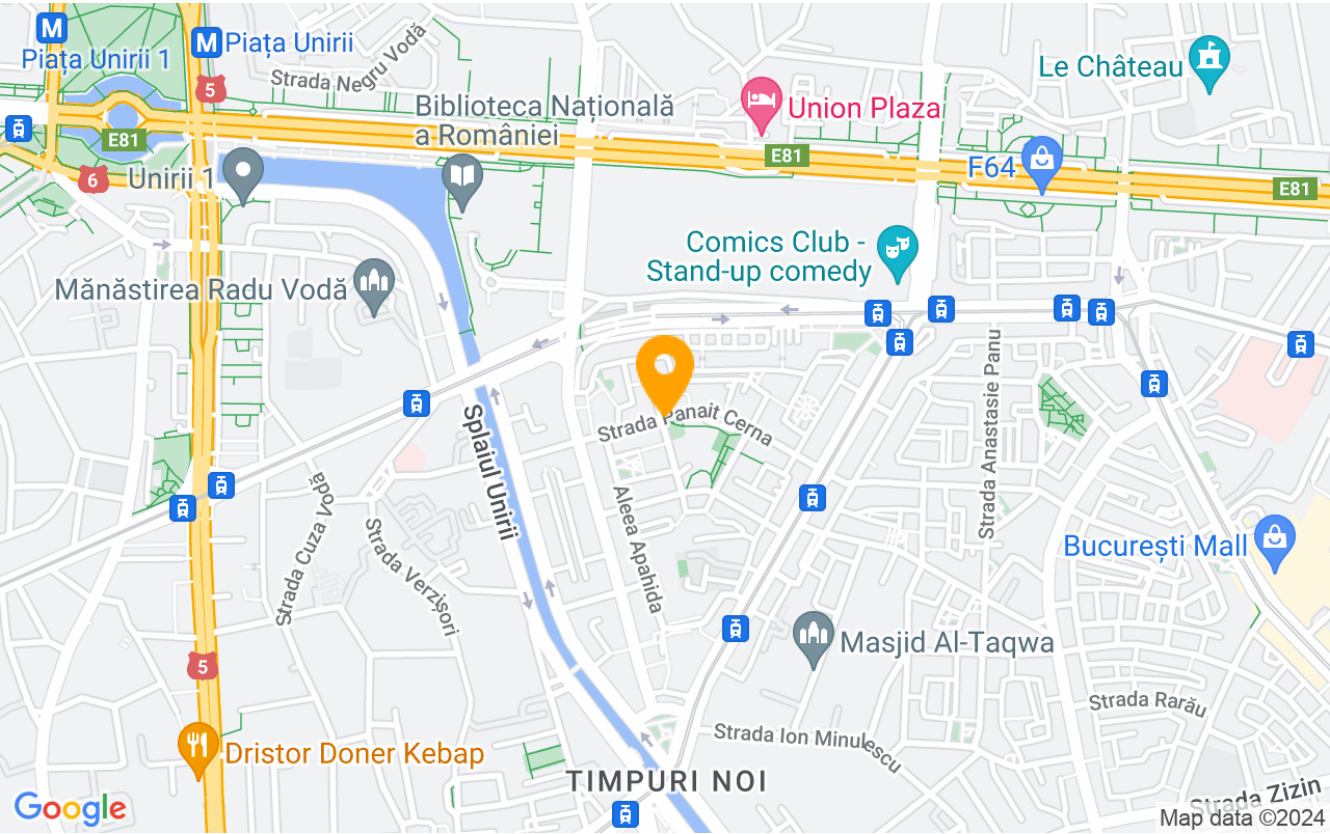 M
Piața Unirii 1
M Piața Unirii
5
Strada Negru Vodă
Biblioteca Națională
a României
Union Plaza
Le Château
E81
E81
F64
E81
6
Unirii 1
Comics Club -
Stand-up comedy
Mănăstirea Radu Vodă
Strada Panait Cerna
Strada Anastasie Panu
Splaiul Unirii
Aleea Apahida
Strada Cuza Vodă
Strada Verzișori
București Mall
Masjid Al-Taqwa
5
Strada Rarău
Strada Ion Minulescu
Dristor Doner Kebap
TIMPURI NOI
Strada Zizin
Google
Map data ©2024